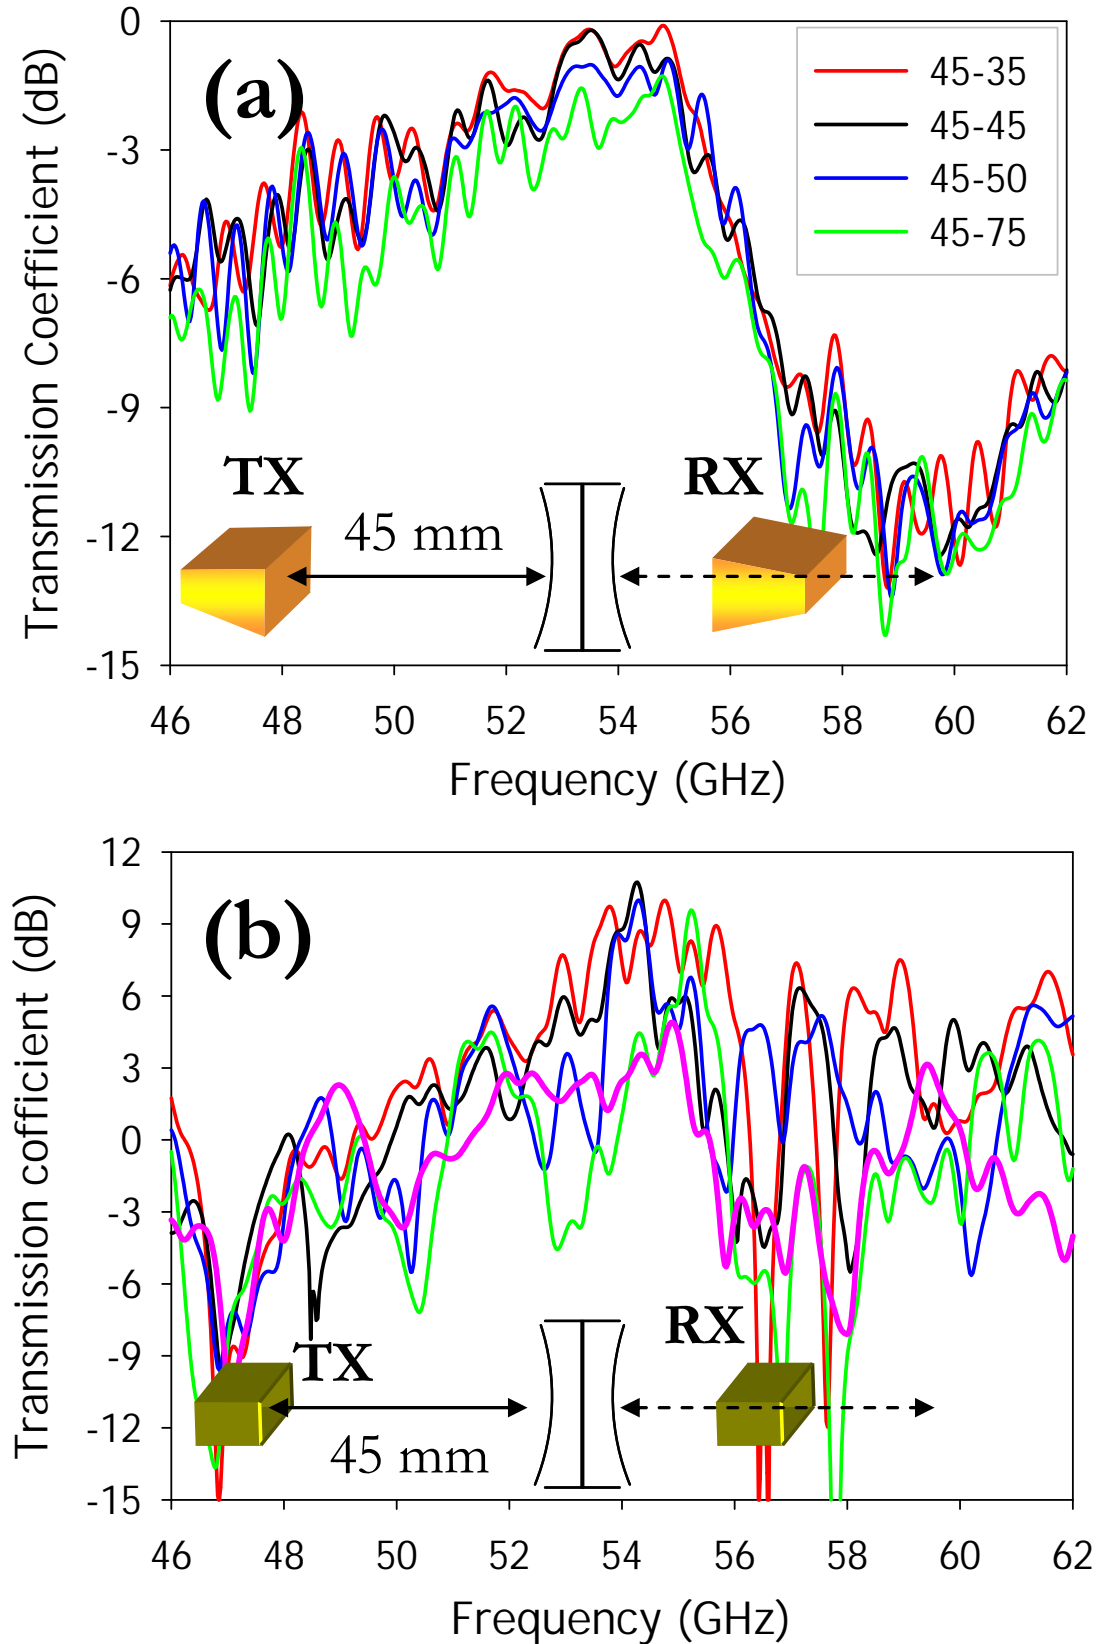 (a)
Transmission Coefficient (dB)
0
-3
-6
-9
-12
-15
45-35
45-45
45-50
45-75
TX
45 mm
RX
46 48 50 52 54 56 58 60 62
Frequency (GHz)
(b)
Transmission cofficient (dB)
12
9
6
3
0
-3
-6
-9
-12
-15
TX
45 mm
RX
46 48 50 52 54 56 58 60 62
Frequency (GHz)